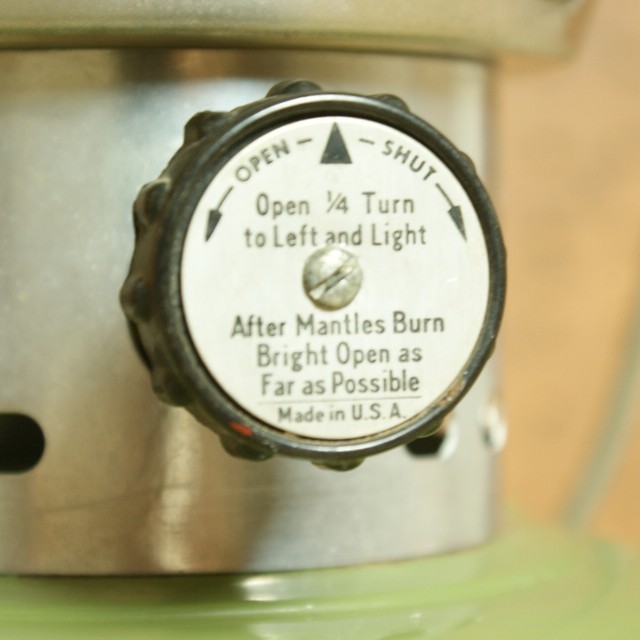 OPEN SHUT
Open ¼ Turn
to Left and Light
After Mantles Burn
Bright Open as
Far as Possible
Made in U.S.A.